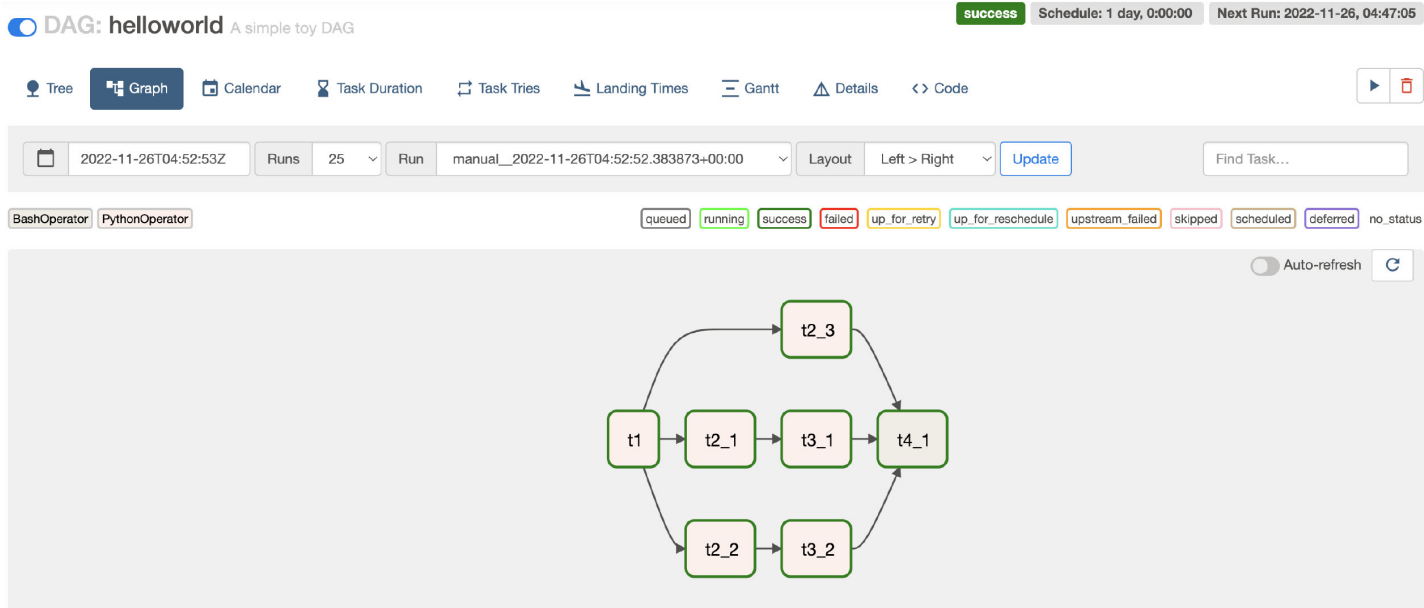 DAG: helloworld A simple toy DAG
success Schedule: 1 day, 0:00:00 Next Run: 2022-11-26, 04:47:05
Tree Graph Calendar Task Duration Task Tries Landing Times Gantt Details <> Code
2022-11-26T04:52:53Z Runs 25 Run manual__2022-11-26T04:52:52.383873+00:00 Layout Left > Right Update Find Task...
BashOperator PythonOperator queued running success failed up_for_retry up_for_reschedule upstream_failed skipped scheduled deferred no_status
Auto-refresh
t2_3
t1 t2_1 t3_1 t4_1
t2_2 t3_2